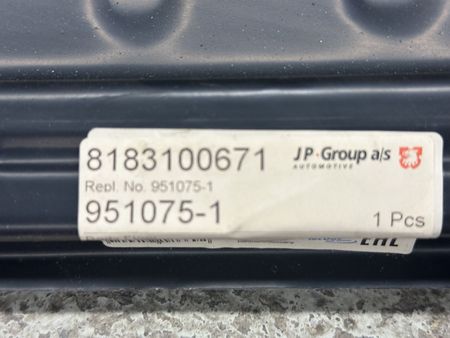 8183100671
JP·Group a/s
AUTOMOTIVE
Repl. No. 951075-1
951075-1
1 Pcs
EAC